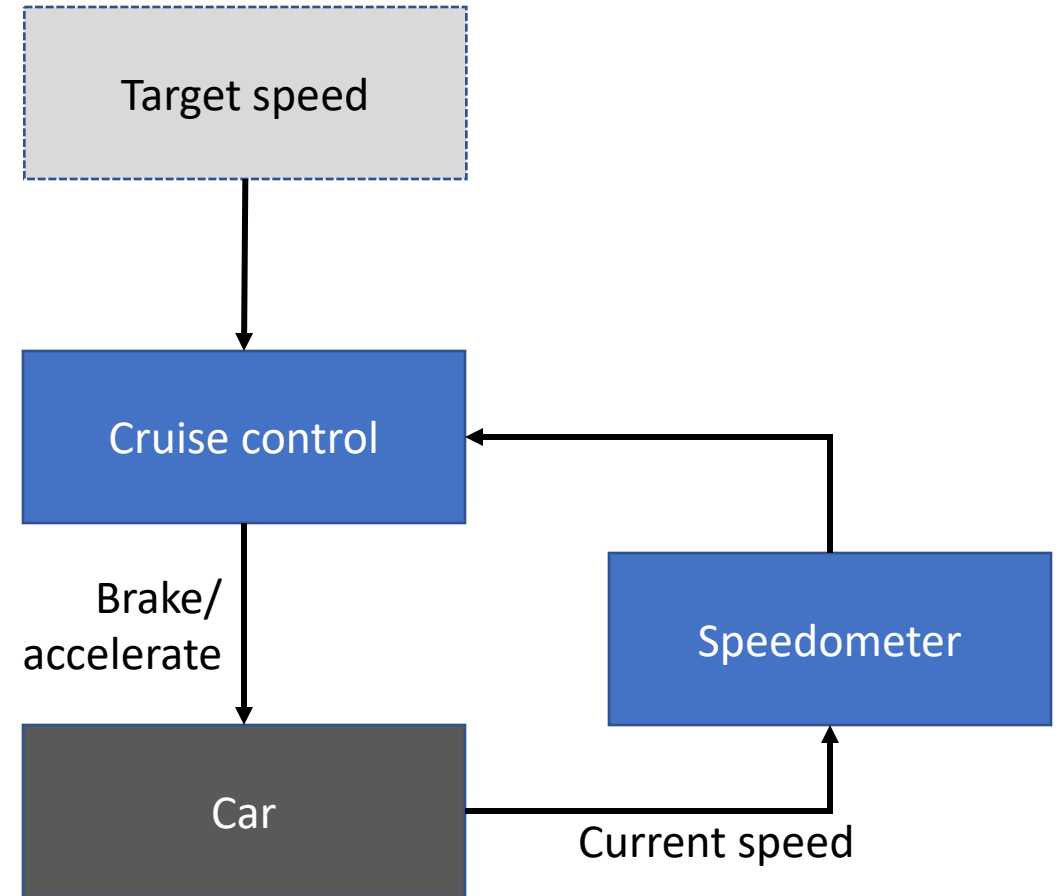 Target speed
Cruise control
Brake/
accelerate
Speedometer
Car
Current speed